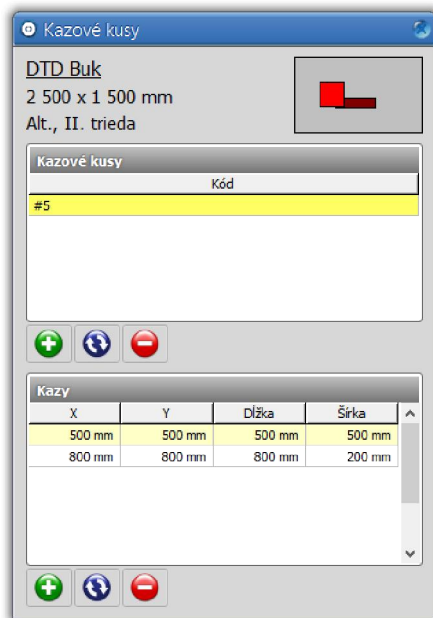 Kazové kusy
DTD Buk
2 500 x 1 500 mm
Alt., II. trieda
Kazové kusy
Kód
#5
Kazy
X Y Dĺžka Šírka
500 mm 500 mm 500 mm 500 mm
800 mm 800 mm 800 mm 200 mm